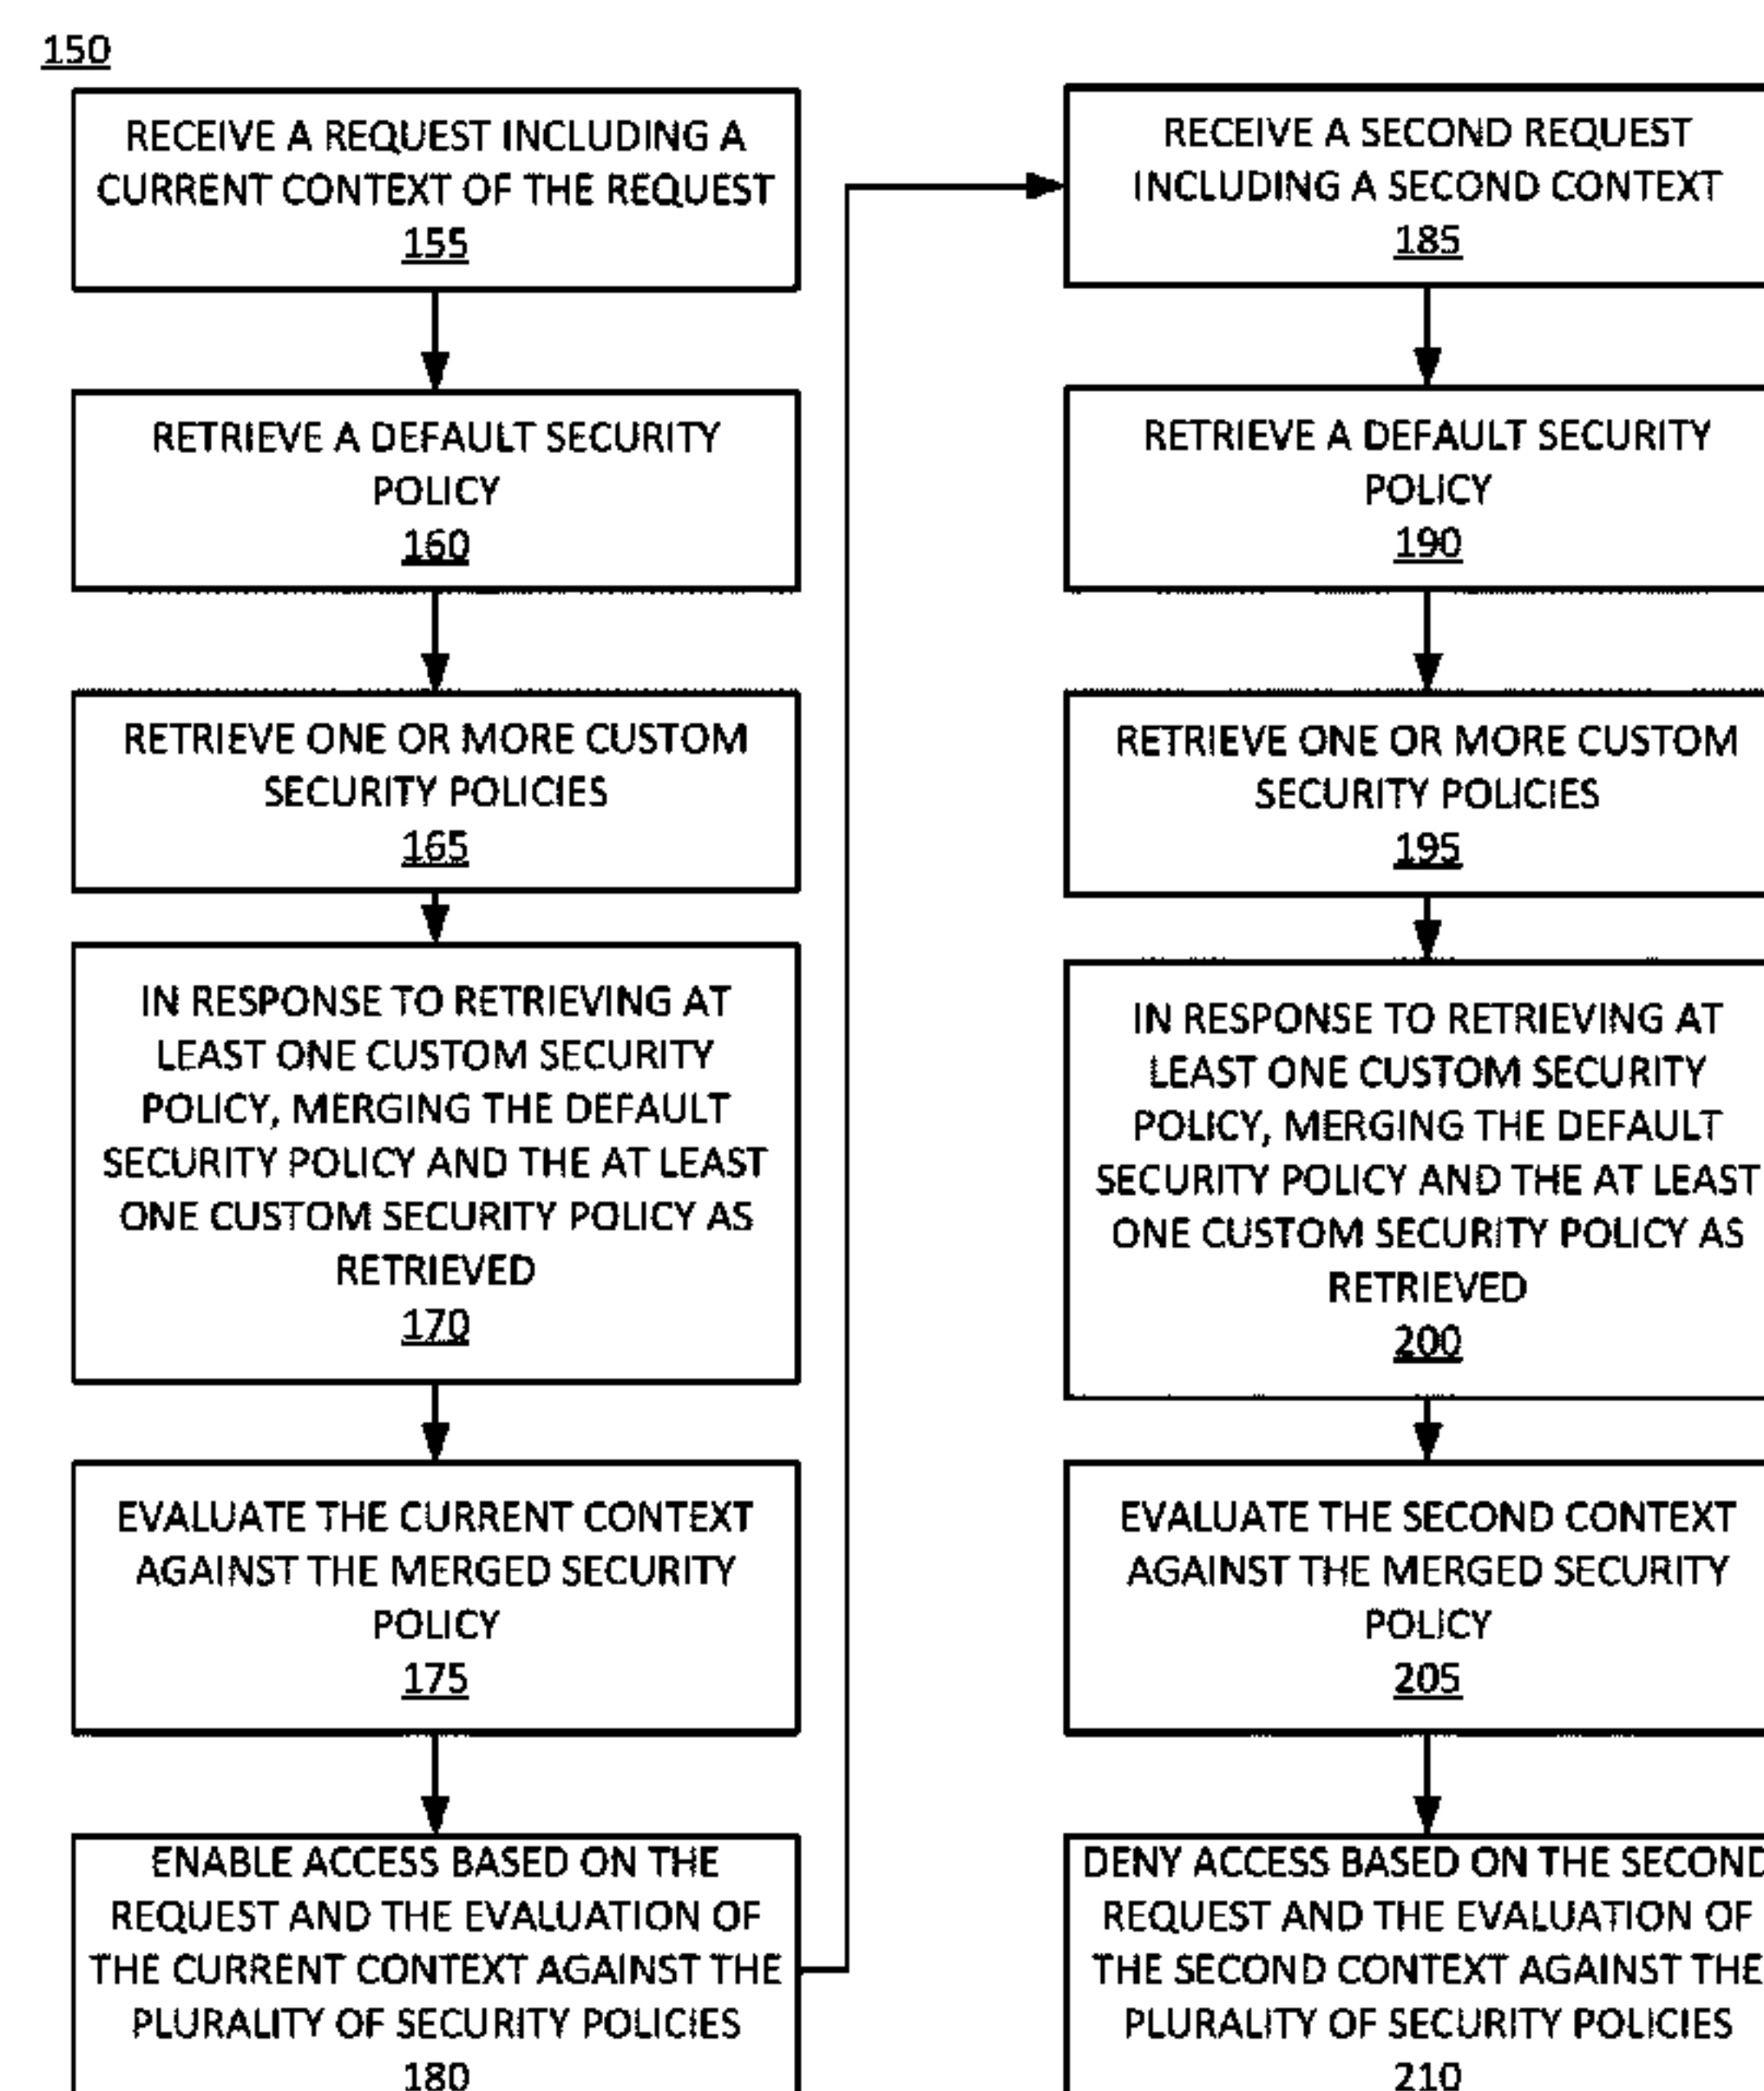 150
RECEIVE A REQUEST INCLUDING A
CURRENT CONTEXT OF THE REQUEST
155
RETRIEVE A DEFAULT SECURITY
POLICY
160
RETRIEVE ONE OR MORE CUSTOM
SECURITY POLICIES
165
IN RESPONSE TO RETRIEVING AT
LEAST ONE CUSTOM SECURITY
POLICY, MERGING THE DEFAULT
SECURITY POLICY AND THE AT LEAST
ONE CUSTOM SECURITY POLICY AS
RETRIEVED
170
EVALUATE THE CURRENT CONTEXT
AGAINST THE MERGED SECURITY
POLICY
175
ENABLE ACCESS BASED ON THE
REQUEST AND THE EVALUATION OF
THE CURRENT CONTEXT AGAINST THE
PLURALITY OF SECURITY POLICIES
180
RECEIVE A SECOND REQUEST
INCLUDING A SECOND CONTEXT
185
RETRIEVE A DEFAULT SECURITY
POLICY
190
RETRIEVE ONE OR MORE CUSTOM
SECURITY POLICIES
195
IN RESPONSE TO RETRIEVING AT
LEAST ONE CUSTOM SECURITY
POLICY, MERGING THE DEFAULT
SECURITY POLICY AND THE AT LEAST
ONE CUSTOM SECURITY POLICY AS
RETRIEVED
200
EVALUATE THE SECOND CONTEXT
AGAINST THE MERGED SECURITY
POLICY
205
DENY ACCESS BASED ON THE SECOND
REQUEST AND THE EVALUATION OF
THE SECOND CONTEXT AGAINST THE
PLURALITY OF SECURITY POLICIES
210